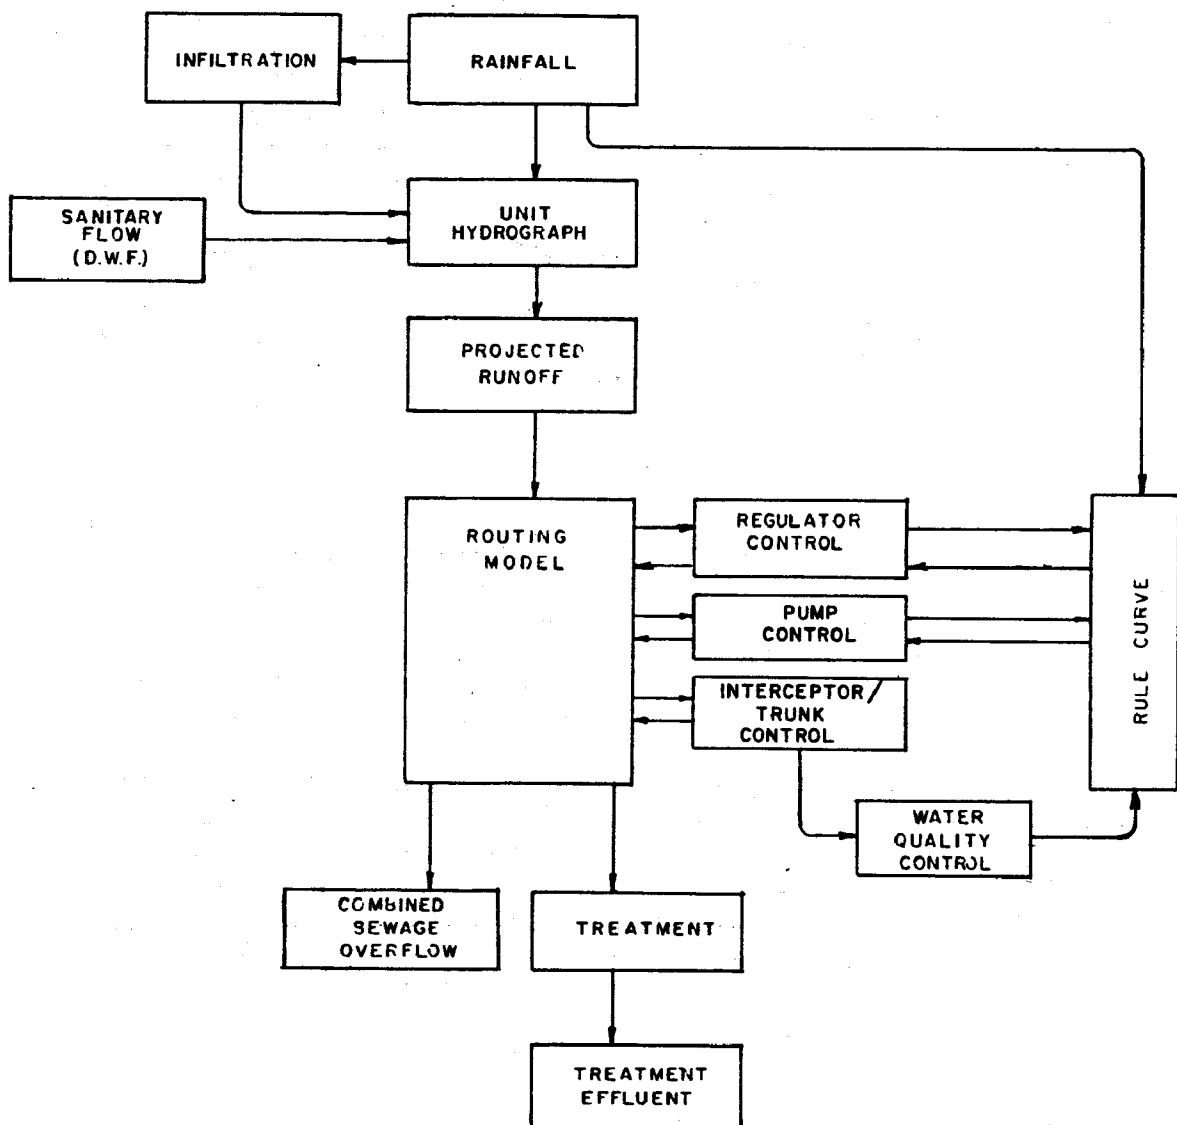 INFILTRATION
RAINFALL
SANITARY
FLOW
(D.W.F.)
UNIT
HYDROGRAPH
PROJECTED
RUNOFF
ROUTING
MODEL
REGULATOR
CONTROL
PUMP
CONTROL
INTERCEPTOR/
TRUNK
CONTROL
RULE CURVE
WATER
QUALITY
CONTROL
COMBINED
SEWAGE
OVERFLOW
TREATMENT
TREATMENT
EFFLUENT